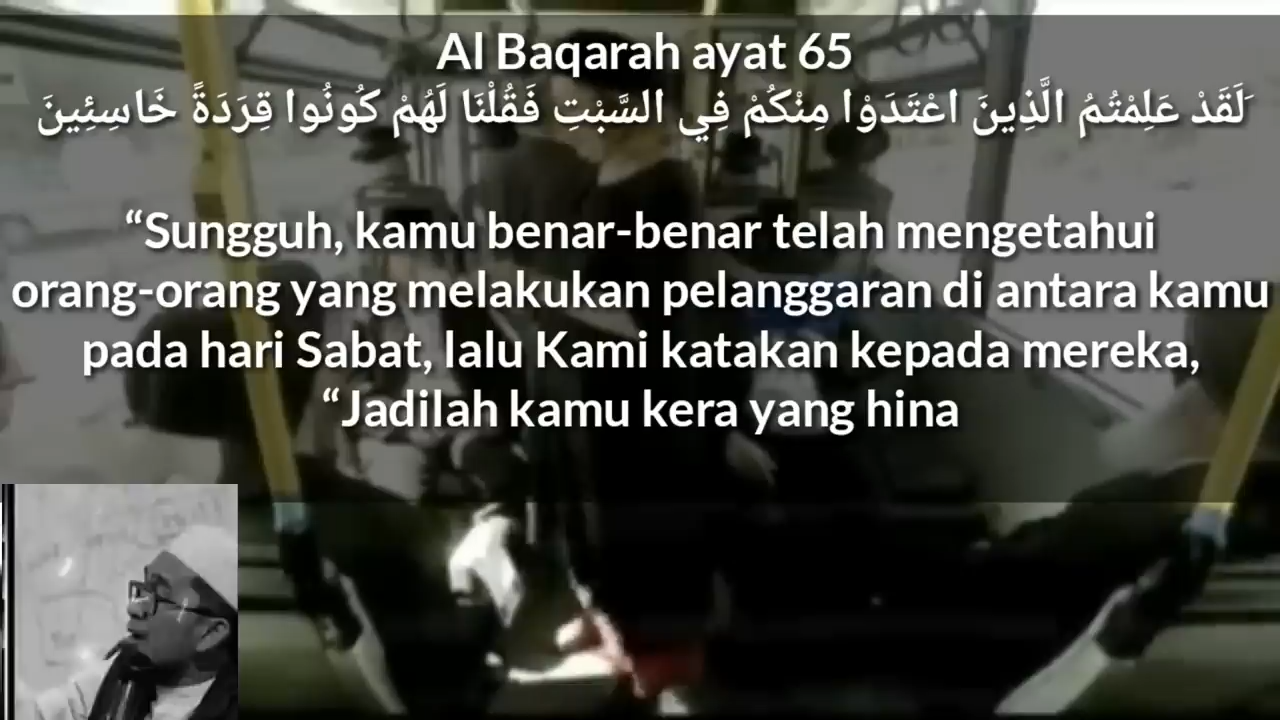 Al Baqarah ayat 65
َلَقَدْ عَلِمْتُمُ الَّذِينَ اعْتَدَوْا مِنْكُمْ فِي السَّبْتِ فَقُلْنَا لَهُمْ كُونُوا قِرَدَةً خَاسِئِينَ
“Sungguh, kamu benar-benar telah mengetahui
orang-orang yang melakukan pelanggaran di antara kamu
pada hari Sabat, lalu Kami katakan kepada mereka,
“Jadilah kamu kera yang hina